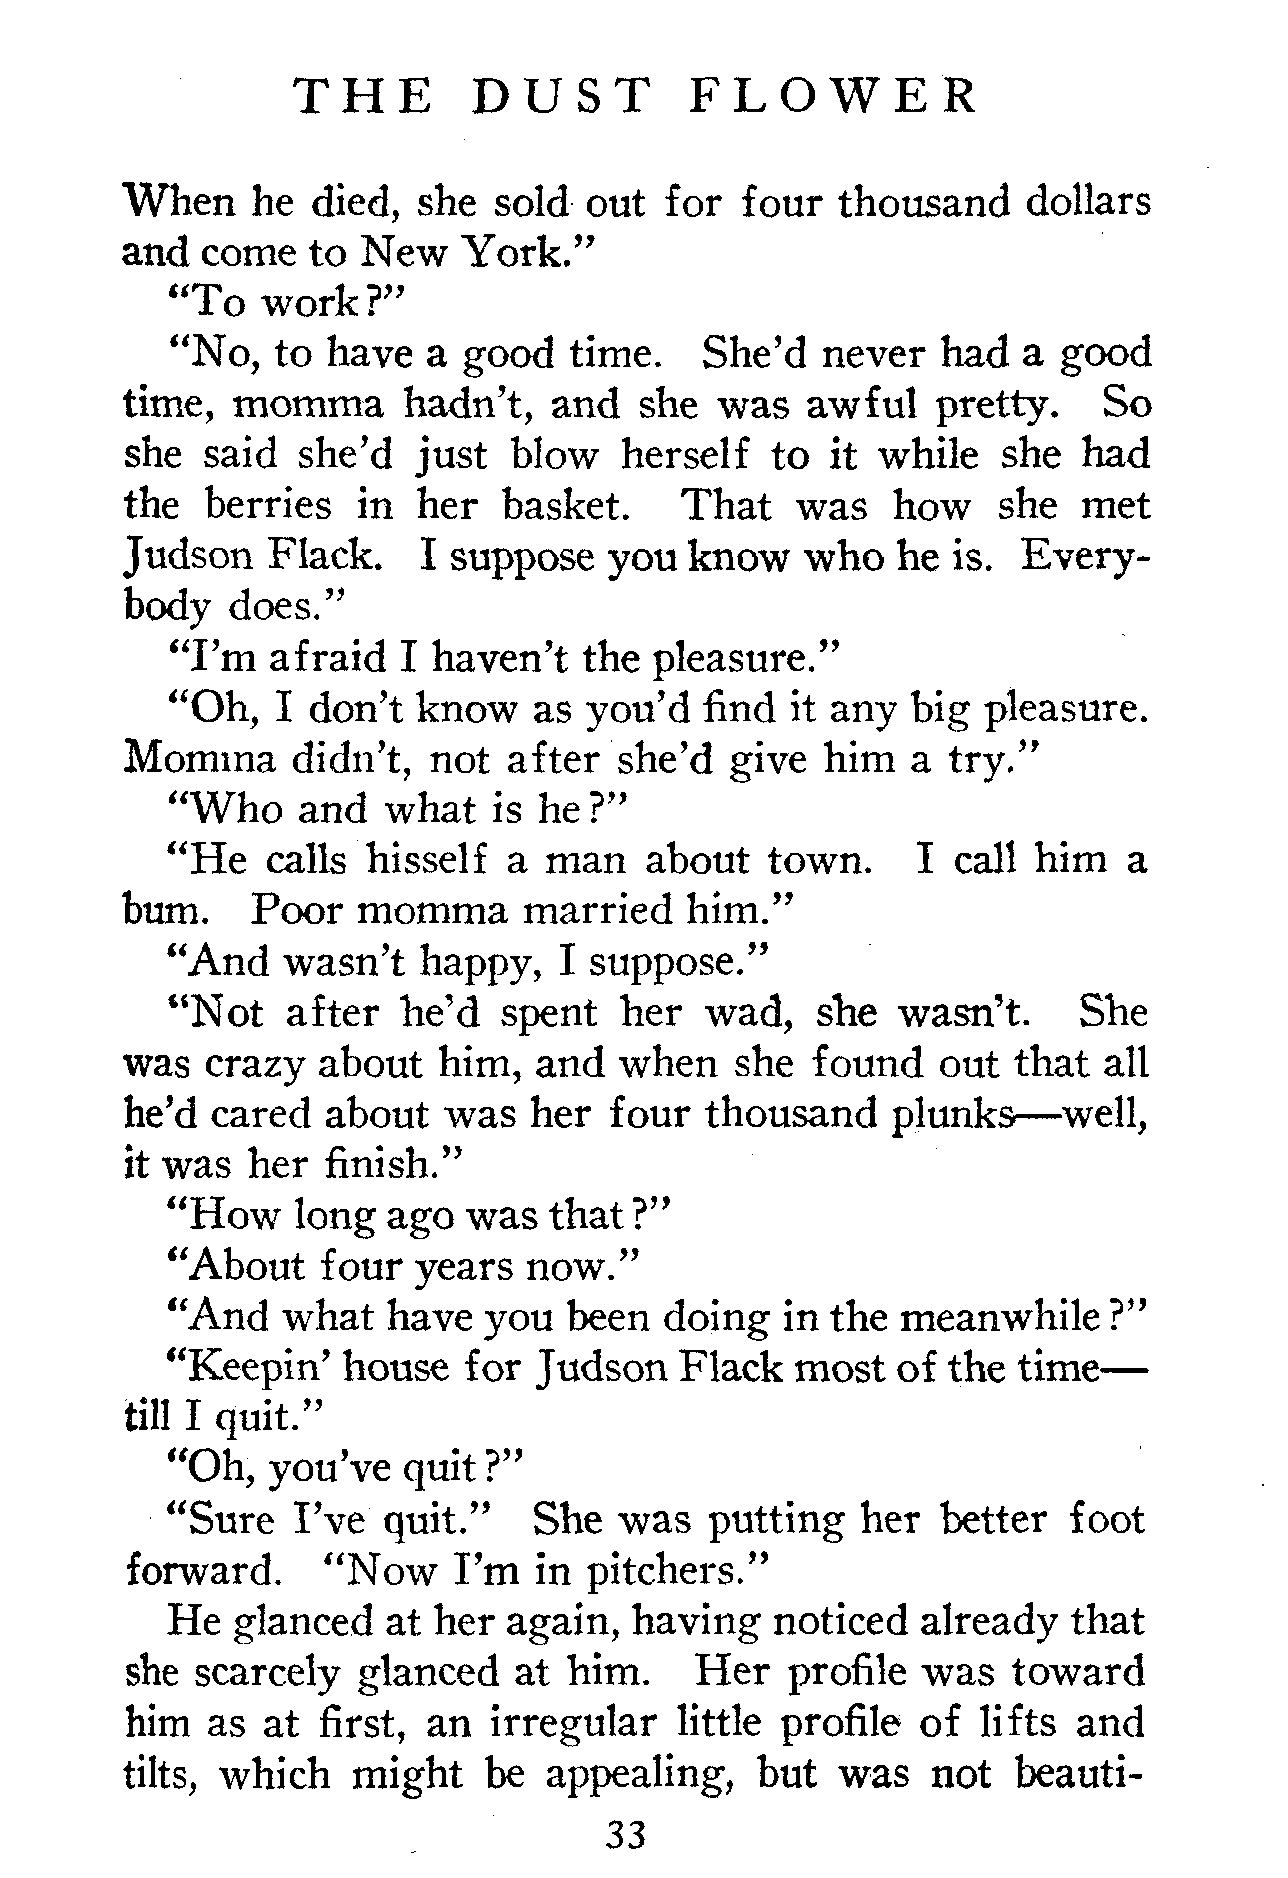 THE DUST FLOWER
When he died, she sold out for four thousand dollars
and come to New York."
"To work?"
"No, to have a good time. She'd never had a good
time, momma hadn't, and she was awful pretty. So
she said she'd just blow herself to it while she had
the berries in her basket. That was how she met
Judson Flack. I suppose you know who he is. Every-
body does."
"I'm afraid I haven't the pleasure."
"Oh, I don't know as you'd find it any big pleasure.
Momma didn't, not after she'd give him a try."
"Who and what is he?"
"He calls hisself a man about town. I call him a
bum. Poor momma married him."
"And wasn't happy, I suppose."
"Not after he'd spent her wad, she wasn't. She
was crazy about him, and when she found out that all
he'd cared about was her four thousand plunks—well,
it was her finish."
"How long ago was that?"
"About four years now."
"And what have you been doing in the meanwhile?"
"Keepin' house for Judson Flack most of the time—
till I quit."
"Oh, you've quit?"
"Sure I've quit." She was putting her better foot
forward. "Now I'm in pitchers."
He glanced at her again, having noticed already that
she scarcely glanced at him. Her profile was toward
him as at first, an irregular little profile of lifts and
tilts, which might be appealing, but was not beauti-
33